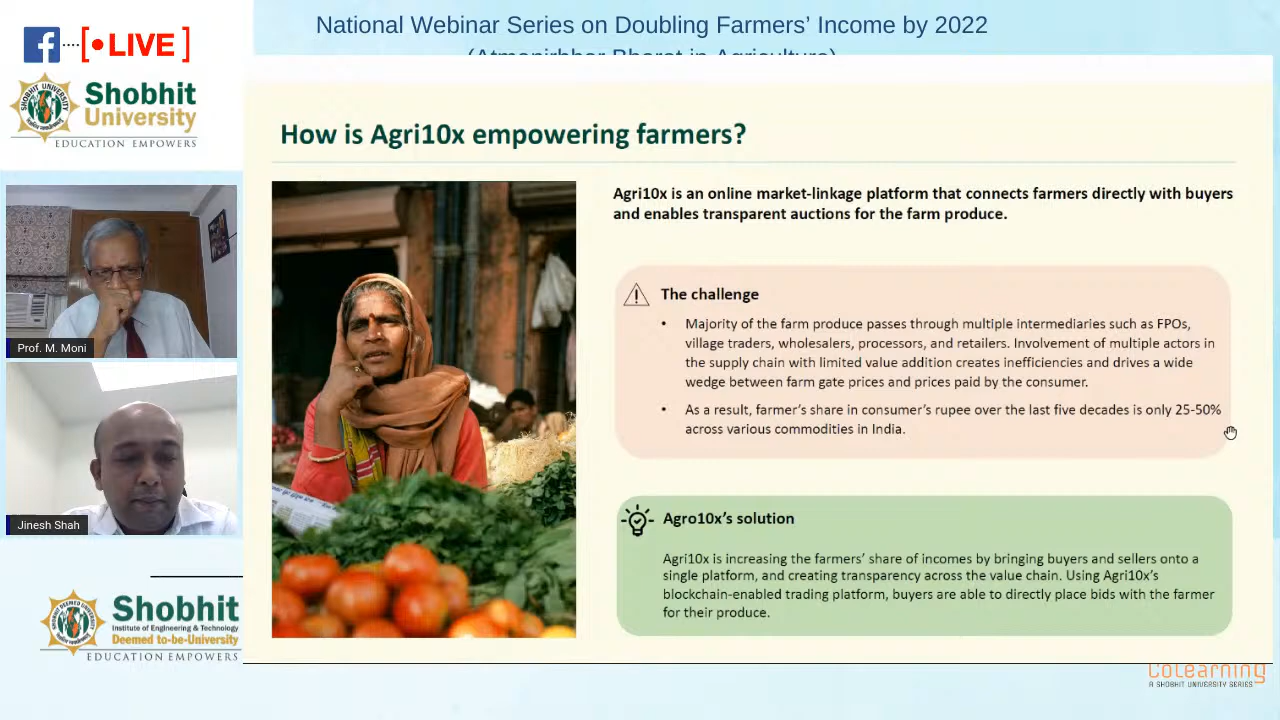 National Webinar Series on Doubling Farmers' Income by 2022
(Atmanirbhar Bharat in Agriculture)
LIVE
SHOBHIT UNIVERSITY
Shobhit
University
EDUCATION EMPOWERS
How is Agri10x empowering farmers?
Agri10x is an online market-linkage platform that connects farmers directly with buyers
and enables transparent auctions for the farm produce.
The challenge
• Majority of the farm produce passes through multiple intermediaries such as FPOs,
village traders, wholesalers, processors, and retailers. Involvement of multiple actors in
the supply chain with limited value addition creates inefficiencies and drives a wide
wedge between farm gate prices and prices paid by the consumer.
• As a result, farmer's share in consumer's rupee over the last five decades is only 25-50%
across various commodities in India.
Agro10x's solution
Agri10x is increasing the farmers' share of incomes by bringing buyers and sellers onto a
single platform, and creating transparency across the value chain. Using Agri10x's
blockchain-enabled trading platform, buyers are able to directly place bids with the farmer
for their produce.
Prof. M. Moni
Jinesh Shah
Shobhit
Institute of Engineering & Technology
Deemed to-be-University
EDUCATION EMPOWERS
CoLearning
A SHOBHIT UNIVERSITY SERIES